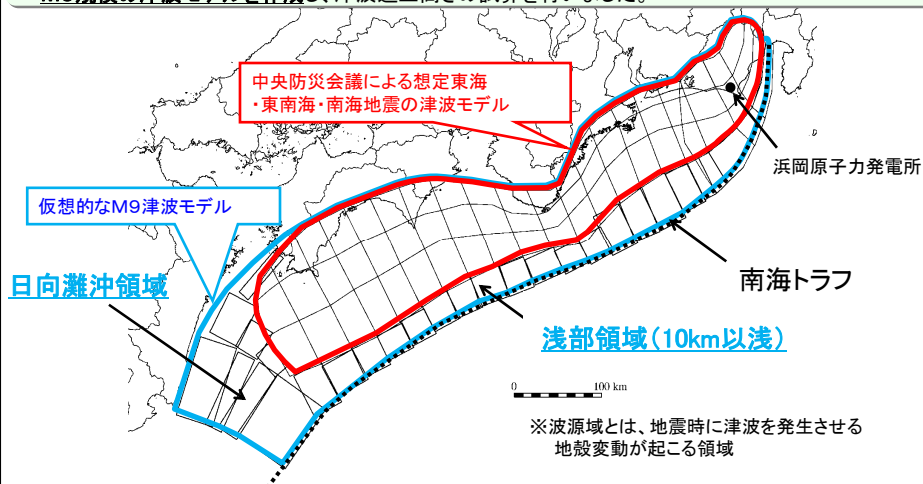 中央防災会議による想定東海
・東南海・南海地震の津波モデル
浜岡原子力発電所
仮想的なM9津波モデル
日向灘沖領域
南海トラフ
浅部領域(10km以浅)
0 100 km
※波源域とは、地震時に津波を発生させる
地殻変動が起こる領域